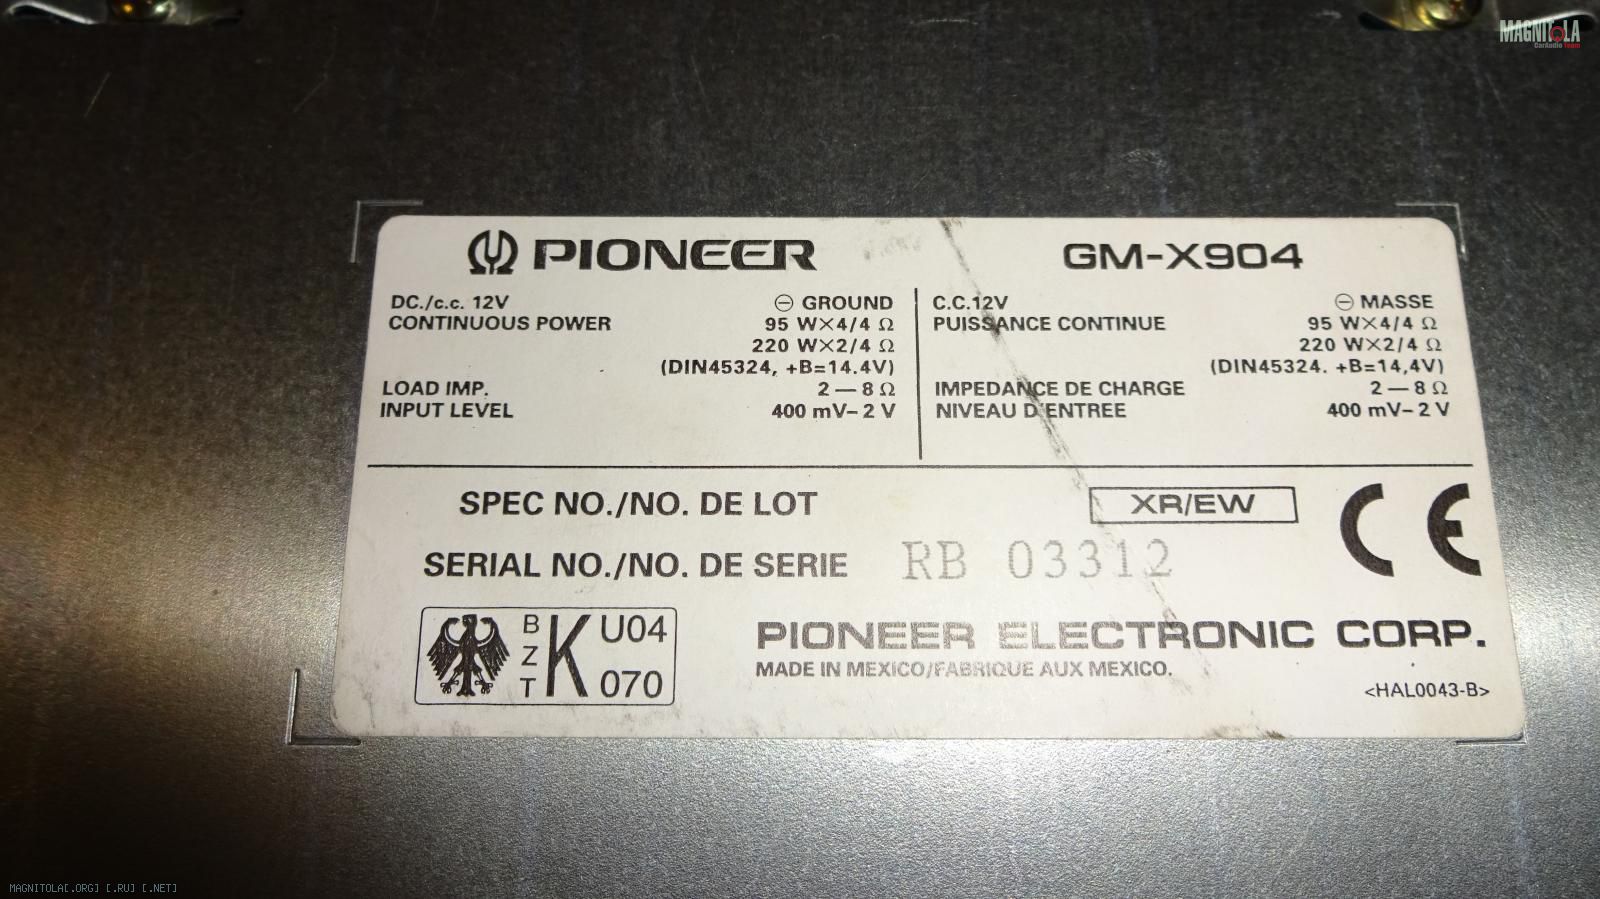 MAGNITOLA
CarAudio Team
PIONEER GM-X904
DC./c.c. 12V ⊖ GROUND
CONTINUOUS POWER 95 W×4/4 Ω
220 W×2/4 Ω
(DIN45324, +B=14.4V)
LOAD IMP. 2 — 8 Ω
INPUT LEVEL 400 mV– 2 V
C.C.12V ⊖ MASSE
PUISSANCE CONTINUE 95 W×4/4 Ω
220 W×2/4 Ω
(DIN45324. +B=14,4V)
IMPEDANCE DE CHARGE 2 — 8 Ω
NIVEAU D'ENTREE 400 mV– 2 V
SPEC NO./NO. DE LOT XR/EW
CE
SERIAL NO./NO. DE SERIE RB 03312
BZT K U04 070
PIONEER ELECTRONIC CORP.
MADE IN MEXICO/FABRIQUE AUX MEXICO.
<HAL0043-B>
MAGNITOLA[.ORG] [.RU] [.NET]